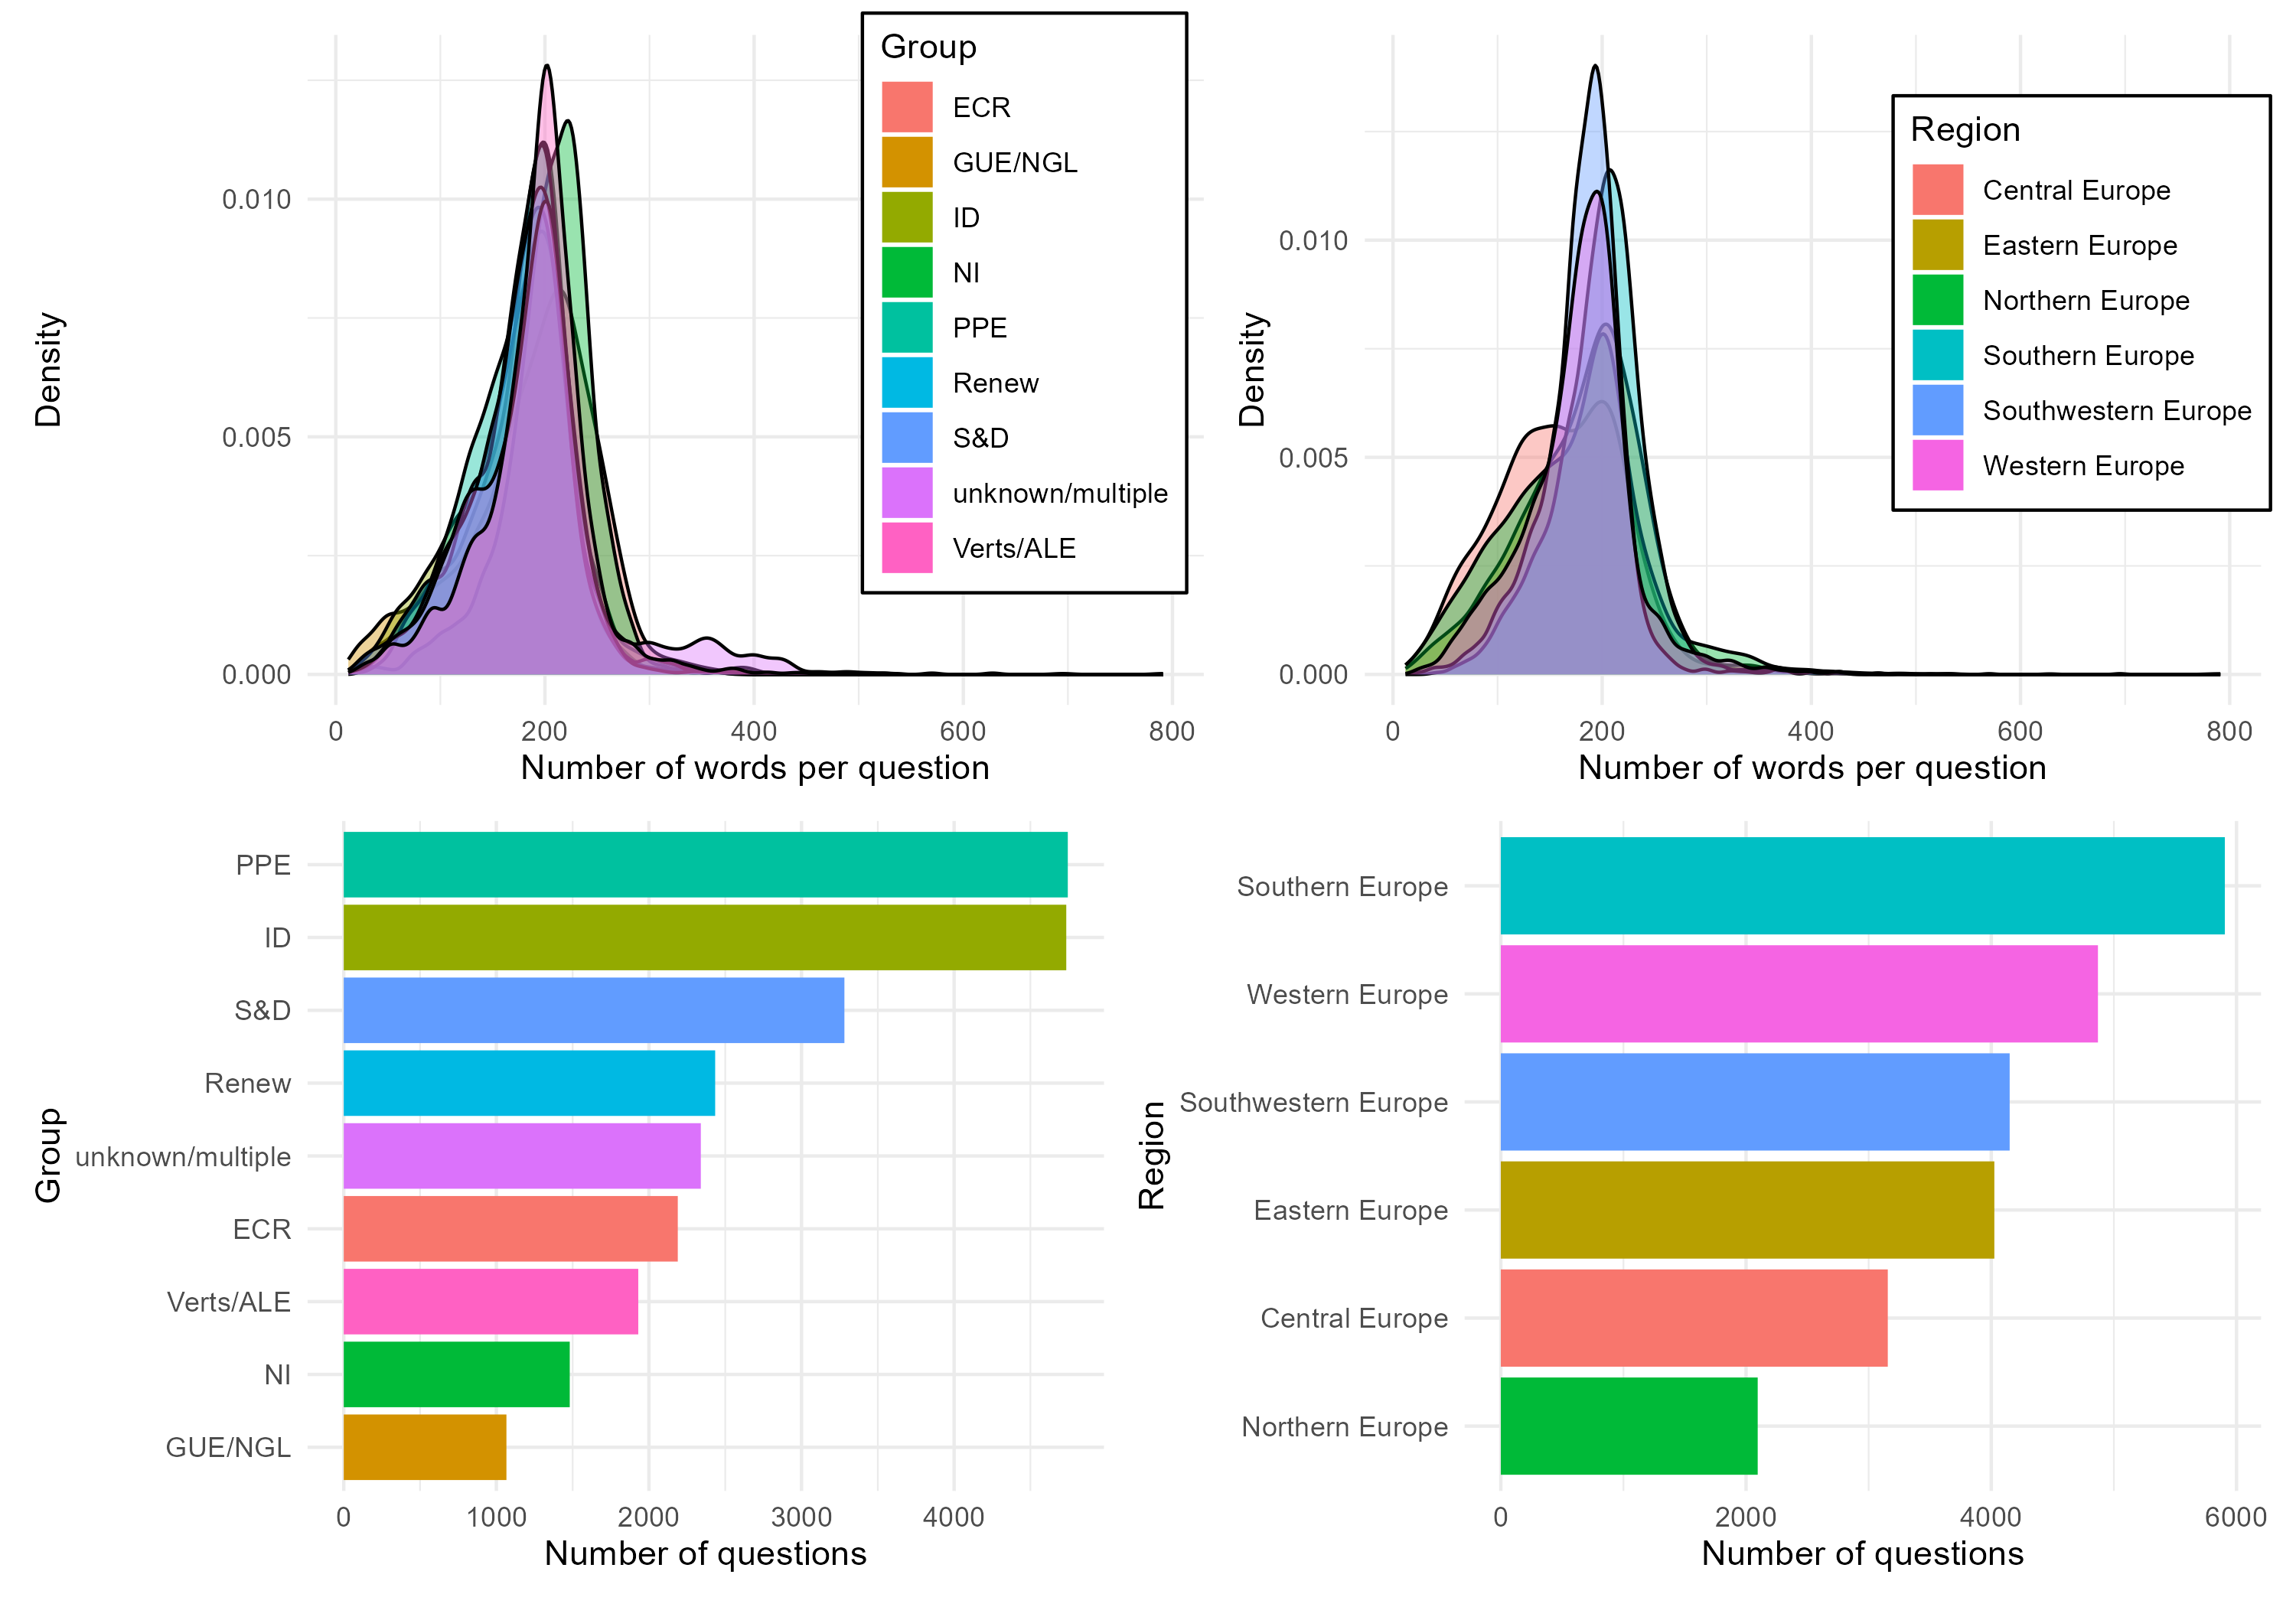 Group
ECR
GUE/NGL
ID
NI
PPE
Renew
S&D
unknown/multiple
Verts/ALE
Density
0.010
0.005
0.000
0 200 400 600 800
Number of words per question
Region
Central Europe
Eastern Europe
Northern Europe
Southern Europe
Southwestern Europe
Western Europe
Density
0.010
0.005
0.000
0 200 400 600 800
Number of words per question
Group
PPE
ID
S&D
Renew
unknown/multiple
ECR
Verts/ALE
NI
GUE/NGL
0 1000 2000 3000 4000
Number of questions
Region
Southern Europe
Western Europe
Southwestern Europe
Eastern Europe
Central Europe
Northern Europe
0 2000 4000 6000
Number of questions